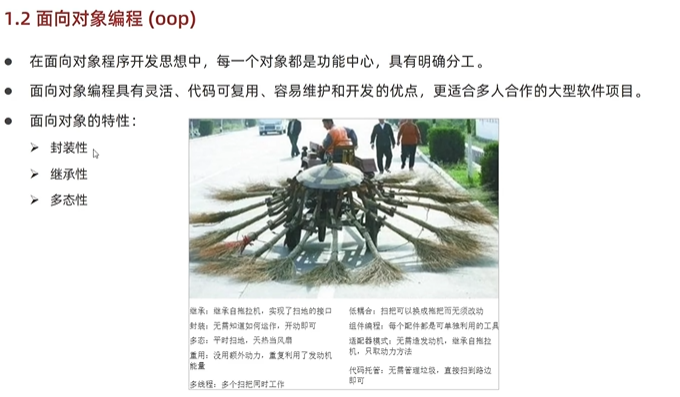 1.2 面向对象编程 (oop)
在面向对象程序开发思想中，每一个对象都是功能中心，具有明确分工。
面向对象编程具有灵活、代码可复用、容易维护和开发的优点，更适合多人合作的大型软件项目。
面向对象的特性：
封装性
继承性
多态性
继承：继承自拖拉机，实现了扫地的接口
封装：无需知道如何运作，开动即可
多态：平时扫地，天热当风扇
重用：没用额外动力，重复利用了发动机
能量
多线程：多个扫把同时工作
低耦合：扫把可以换成拖把而无须改动
组件编程：每个配件都是可单独利用的工具
适配器模式：无需造发动机，继承自拖拉
机，只取动力方法
代码托管：无需管理垃圾，直接扫到路边
即可